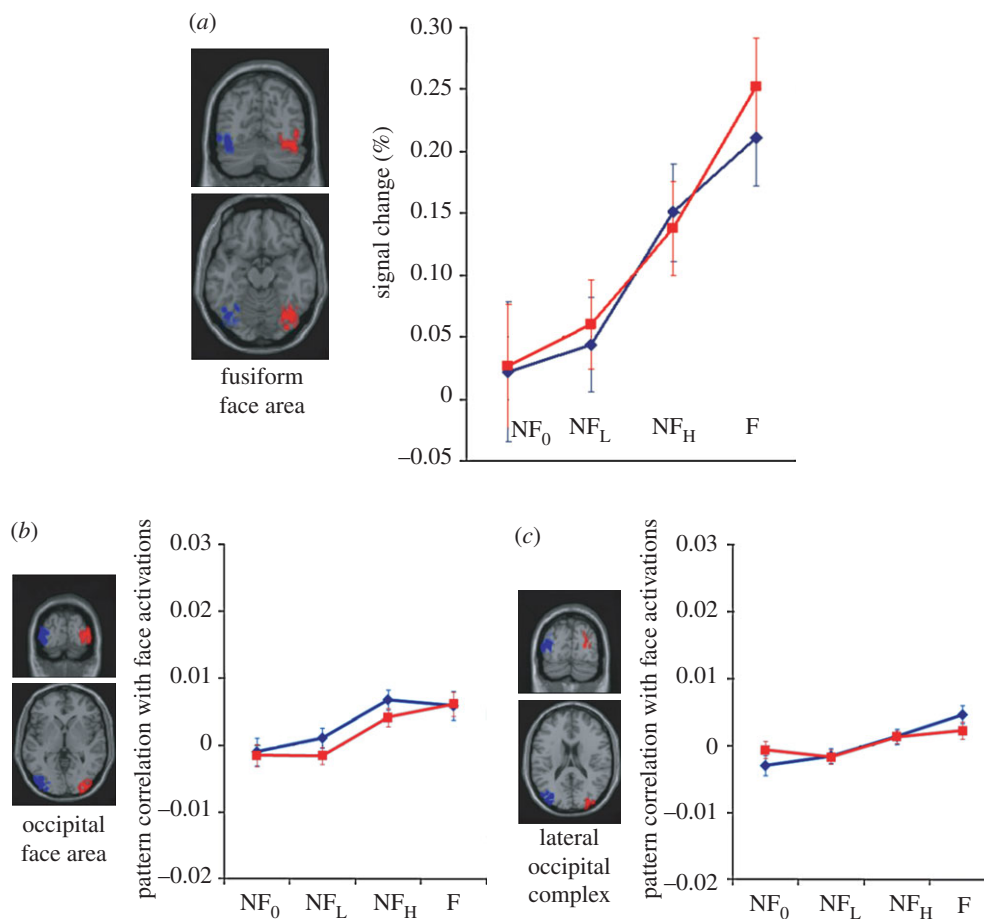 (a)
0.30
0.25
0.20
0.15
0.10
0.05
0
–0.05
signal change (%)
NF0 NFL NFH F
fusiform
face area
(b)
0.03
0.02
0.01
0
–0.01
–0.02
pattern correlation with face activations
NF0 NFL NFH F
occipital
face area
(c)
0.03
0.02
0.01
0
–0.01
–0.02
pattern correlation with face activations
NF0 NFL NFH F
lateral
occipital
complex